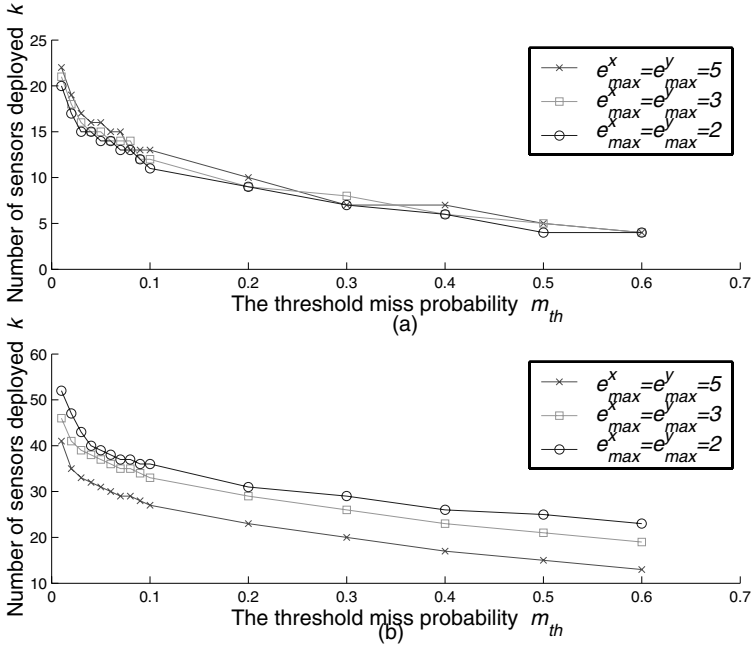 Number of sensors deployed k
25
20
15
10
5
0
0 0.1 0.2 0.3 0.4 0.5 0.6 0.7
The threshold miss probability m_th
(a)
e^x_max=e^y_max=5
e^x_max=e^y_max=3
e^x_max=e^y_max=2
Number of sensors deployed k
60
50
40
30
20
10
0 0.1 0.2 0.3 0.4 0.5 0.6 0.7
The threshold miss probability m_th
(b)
e^x_max=e^y_max=5
e^x_max=e^y_max=3
e^x_max=e^y_max=2